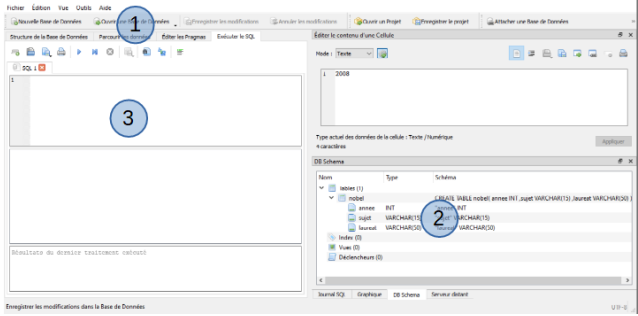 Fichier Édition Vue Outils Aide
Nouvelle Base de Données Ouvrir une Base de Données Enregistrer les modifications Annuler les modifications Ouvrir un Projet Enregistrer le projet Attacher une Base de Données
1
Structure de la Base de Données Parcourir les données Éditer les Pragmas Exécuter le SQL
SQL 1
1
3
Résultats du dernier traitement exécuté
Enregistrer les modifications dans la Base de Données
Éditer le contenu d'une Cellule
Mode : Texte
1 2008
Type actuel des données de la cellule : Texte / Numérique
4 caractères
Appliquer
DB Schema
Nom Type Schéma
Tables (1)
nobel CREATE TABLE nobel( annee INT ,sujet VARCHAR(15) ,laureat VARCHAR(50) )
annee INT "annee" INT
sujet VARCHAR(15) "sujet" VARCHAR(15)
laureat VARCHAR(50) "laureat" VARCHAR(50)
2
Index (0)
Vues (0)
Déclencheurs (0)
Journal SQL Graphique DB Schema Serveur distant
UTF-8